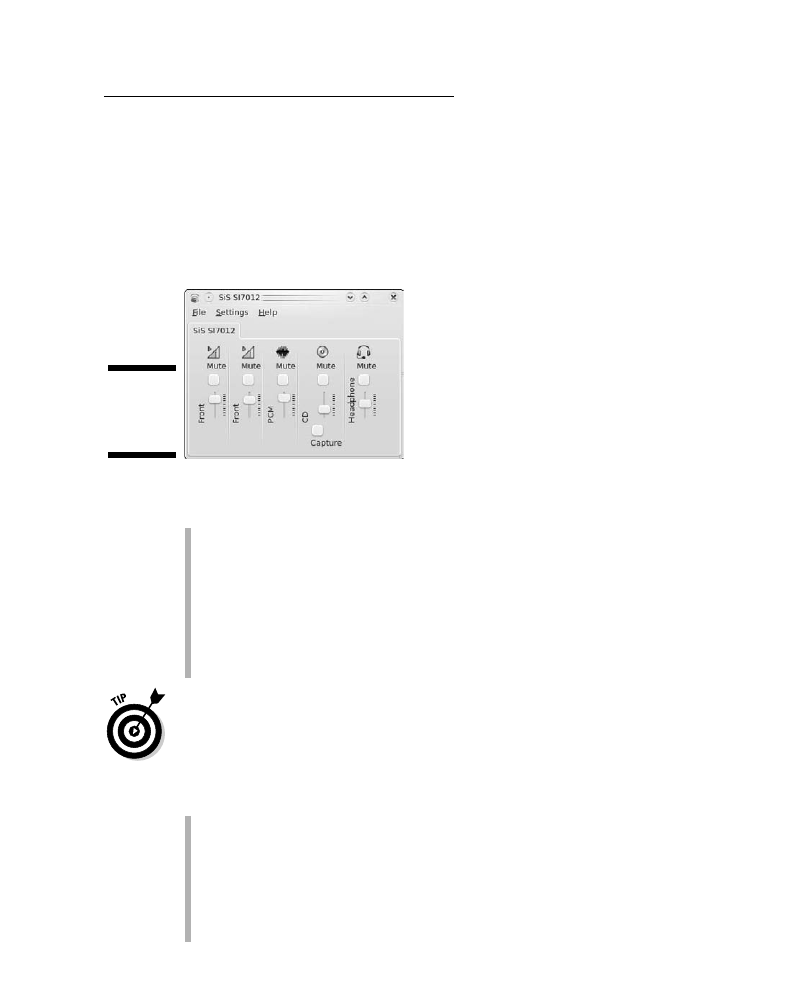 SiS SI7012
File Settings Help
SiS SI7012
Mute Mute Mute Mute Mute
Front Front PCM CD Headphone
Capture
TIP